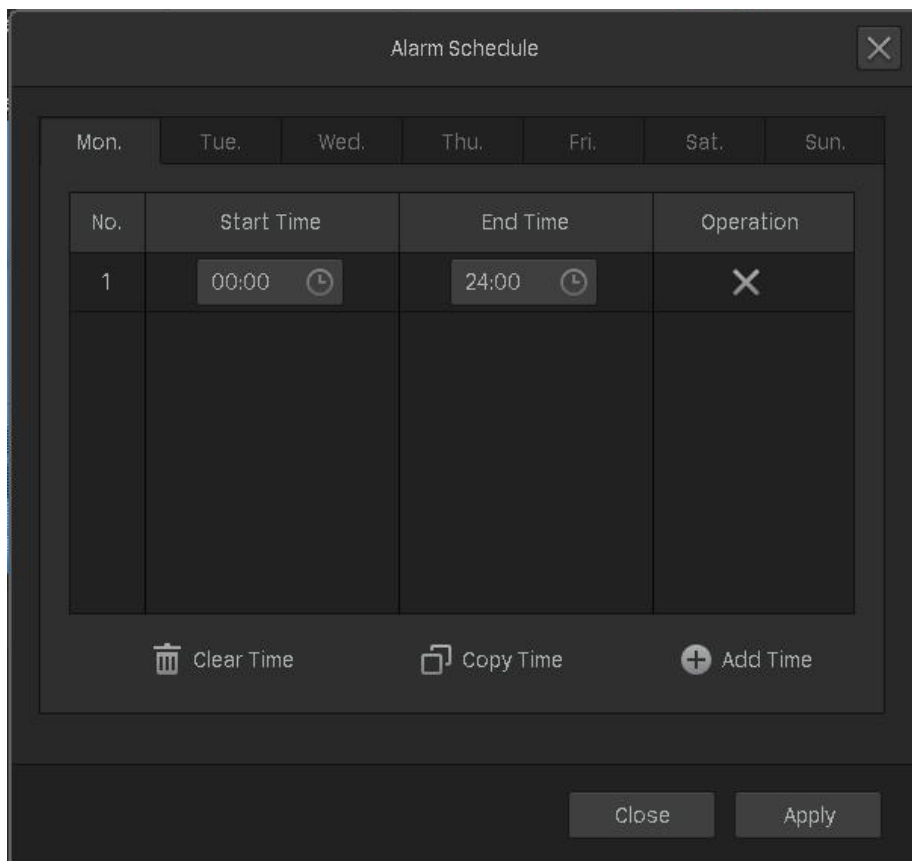 Alarm Schedule
Mon. Tue. Wed. Thu. Fri. Sat. Sun.
No. Start Time End Time Operation
1 00:00 24:00
Clear Time Copy Time Add Time
Close Apply